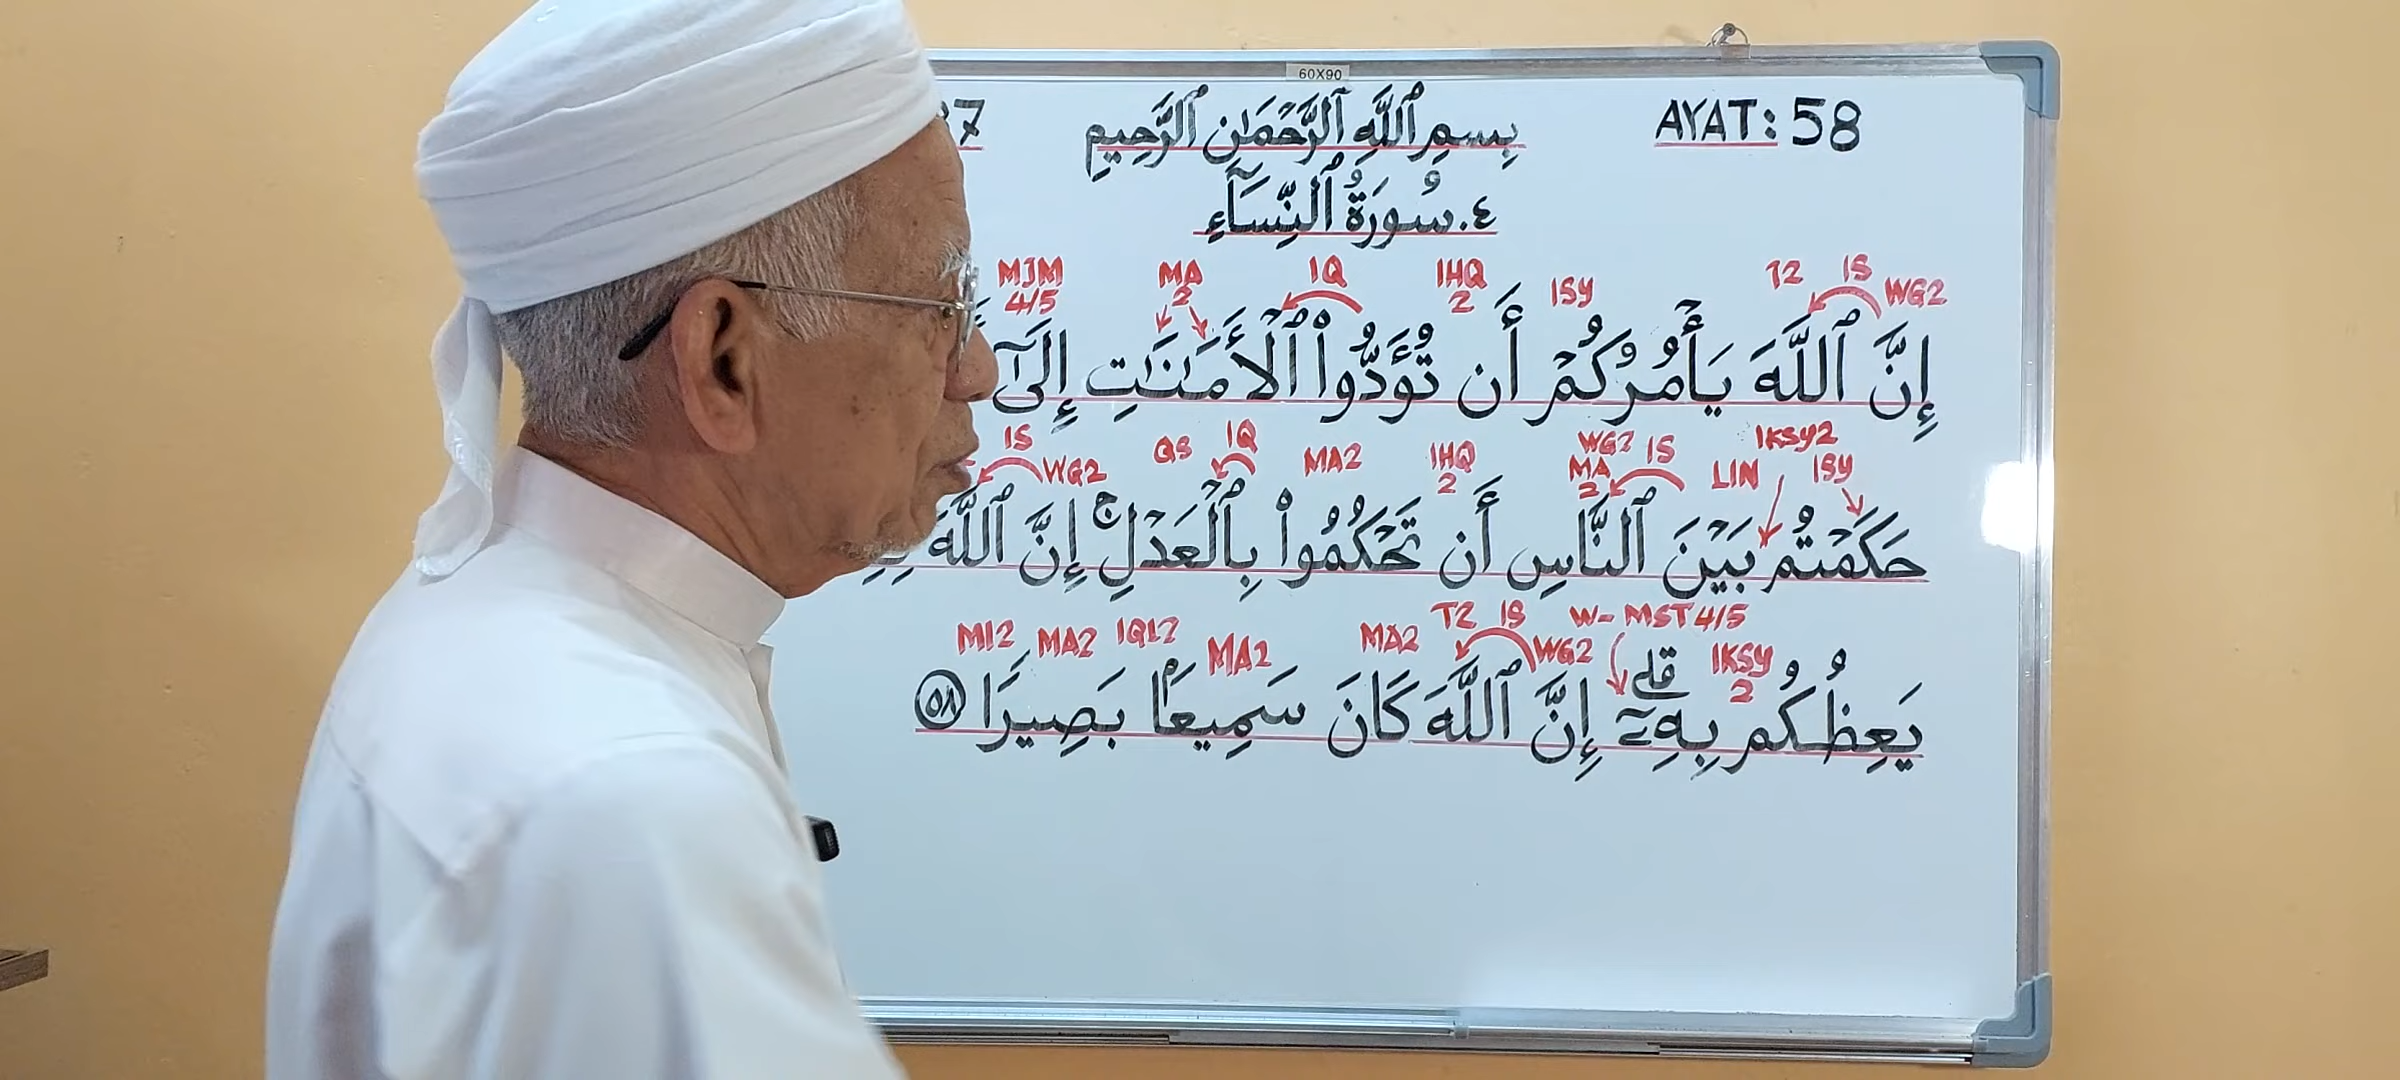 60X90
AYAT: 58
بِسمِ ٱللَّهِ ٱلرَّحۡمَٰنِ ٱلرَّحِيمِ
٤. سُورَةُ ٱلنِّسَآءِ
WG2 IS T2 ISY IHQ 2 IQ MA 2 MJM 4/5
إِنَّ ٱللَّهَ يَأۡمُرُكُمۡ أَن تُؤَدُّواْ ٱلۡأَمَٰنَٰتِ إِلَىٰٓ
IKSY2 ISY LIN IS WG2 MA 2 IHQ 2 MA2 IQ QS WG2 IS
حَكَمۡتُم بَيۡنَ ٱلنَّاسِ أَن تَحۡكُمُواْ بِٱلۡعَدۡلِۚ إِنَّ ٱللَّهَ
IKSY 2 W- MST 4/5 WG2 IS T2 MA2 MA2 IQL2 MA2 MI2
يَعِظُكُم بِهِۦٓۗ إِنَّ ٱللَّهَ كَانَ سَمِيعَۢا بَصِيرٗا ٥٨